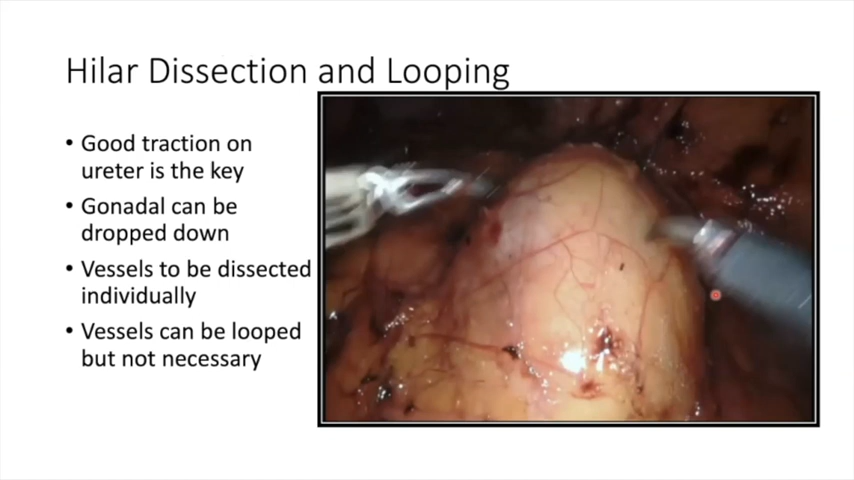 Hilar Dissection and Looping
• Good traction on
ureter is the key
• Gonadal can be
dropped down
• Vessels to be dissected
individually
• Vessels can be looped
but not necessary